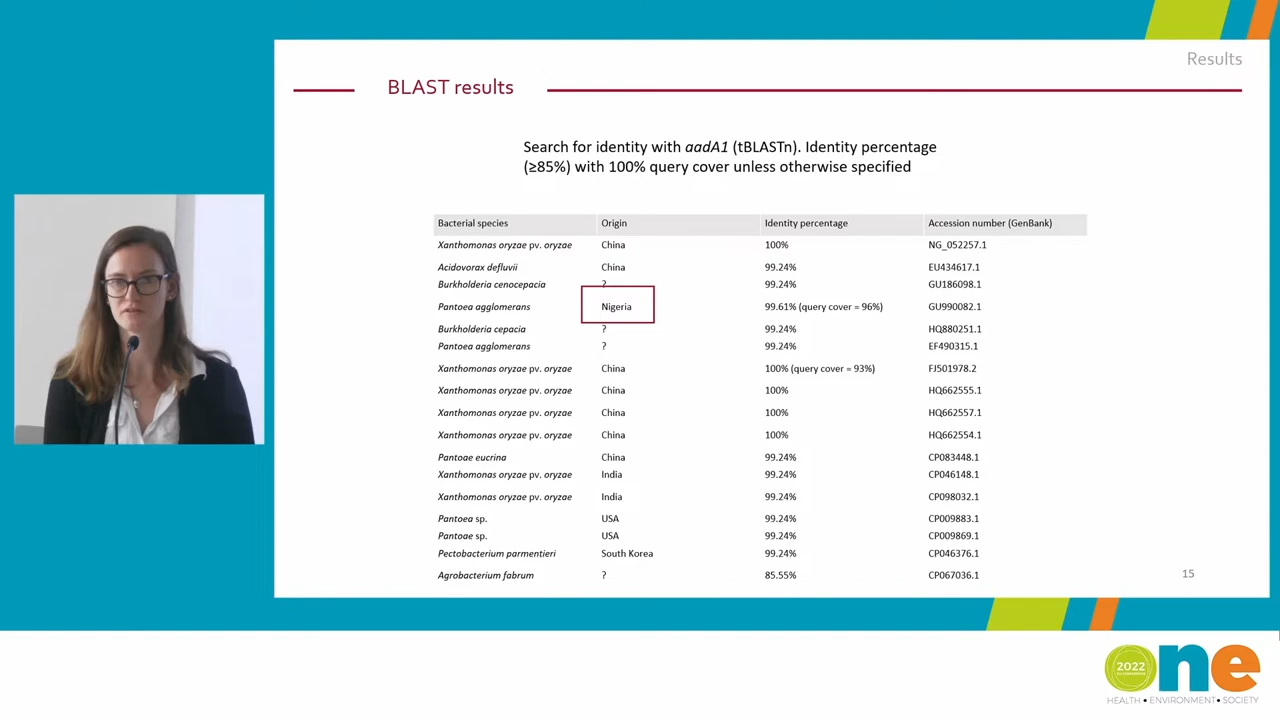 Results
BLAST results
Search for identity with aadA1 (tBLASTn). Identity percentage
(≥85%) with 100% query cover unless otherwise specified
Bacterial species Origin Identity percentage Accession number (GenBank)
Xanthomonas oryzae pv. oryzae China 100% NG_052257.1
Acidovorax defluvii China 99.24% EU434617.1
Burkholderia cenocepacia ? 99.24% GU186098.1
Pantoea agglomerans Nigeria 99.61% (query cover = 96%) GU990082.1
Burkholderia cepacia ? 99.24% HQ880251.1
Pantoea agglomerans ? 99.24% EF490315.1
Xanthomonas oryzae pv. oryzae China 100% (query cover = 93%) FJ501978.2
Xanthomonas oryzae pv. oryzae China 100% HQ662555.1
Xanthomonas oryzae pv. oryzae China 100% HQ662557.1
Xanthomonas oryzae pv. oryzae China 100% HQ662554.1
Pantoae eucrina China 99.24% CP083448.1
Xanthomonas oryzae pv. oryzae India 99.24% CP046148.1
Xanthomonas oryzae pv. oryzae India 99.24% CP098032.1
Pantoea sp. USA 99.24% CP009883.1
Pantoae sp. USA 99.24% CP009869.1
Pectobacterium parmentieri South Korea 99.24% CP046376.1
Agrobacterium fabrum ? 85.55% CP067036.1
15
2022
one
HEALTH • ENVIRONMENT • SOCIETY